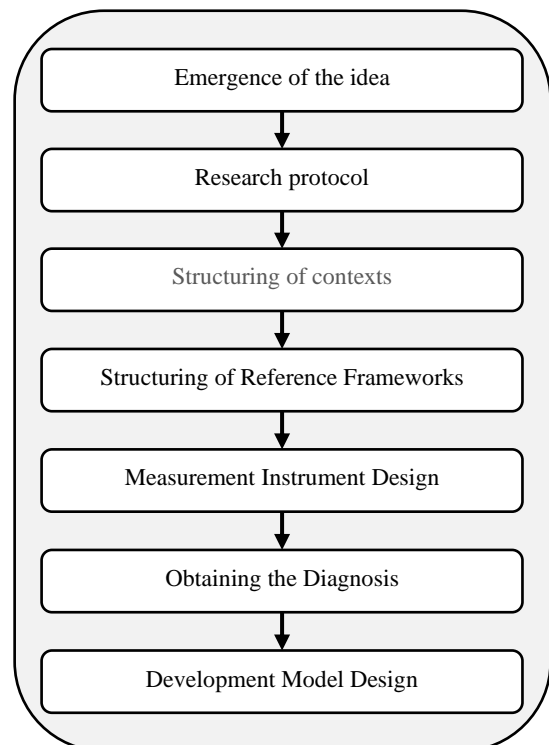 Emergence of the idea
Research protocol
Structuring of contexts
Structuring of Reference Frameworks
Measurement Instrument Design
Obtaining the Diagnosis
Development Model Design